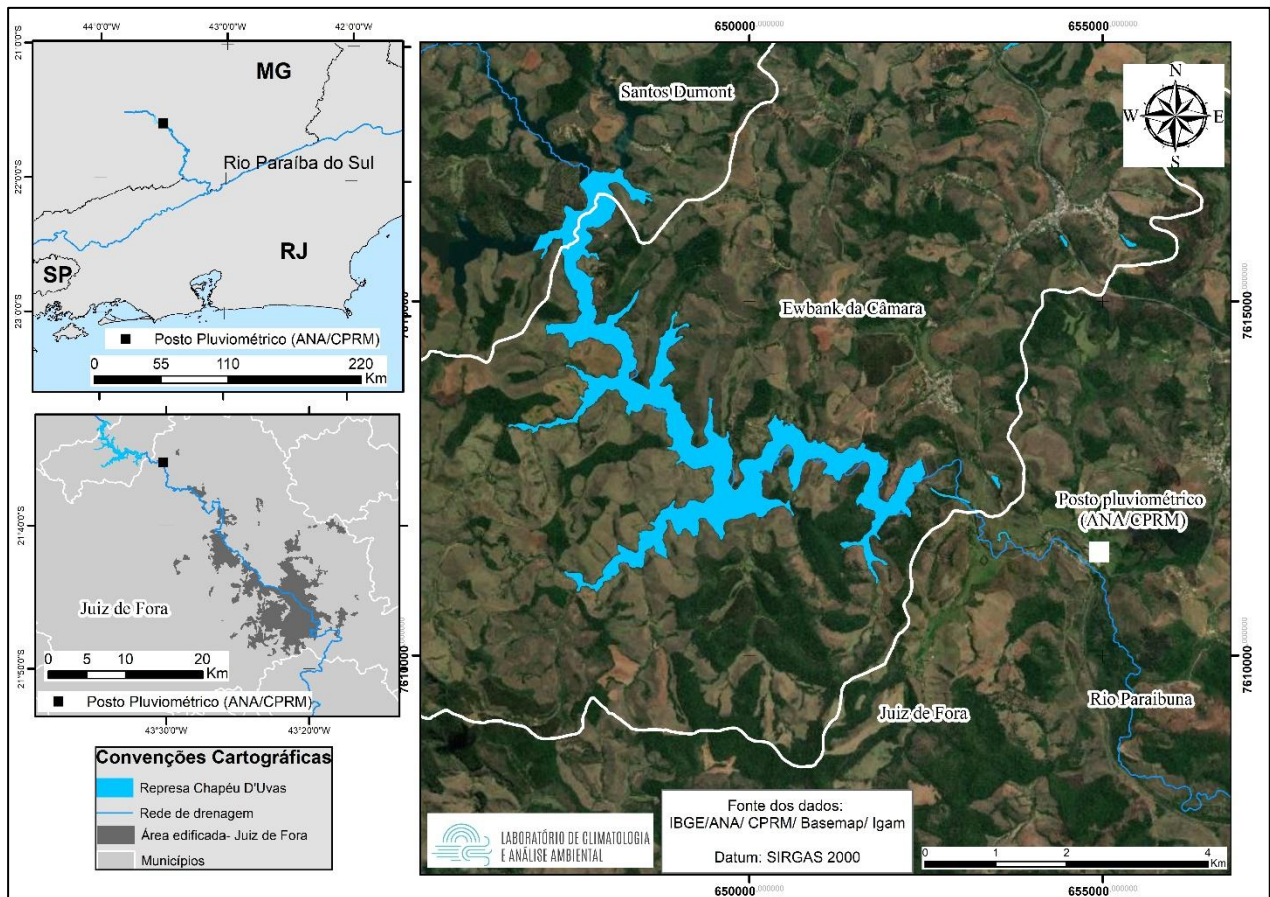 44°0'0"W
43°0'0"W
42°0'0"W
21°0'0"S
22°0'0"S
23°0'0"S
MG
Rio Paraíba do Sul
RJ
SP
Posto Pluviométrico (ANA/CPRM)
0 55 110 220
Km
21°40'0"S
21°50'0"S
Juiz de Fora
0 5 10 20
Km
Posto Pluviométrico (ANA/CPRM)
43°30'0"W
43°20'0"W
Convenções Cartográficas
Represa Chapéu D'Uvas
Rede de drenagem
Área edificada- Juiz de Fora
Municípios
650000,000000
655000,000000
Santos Dumont
N
W
E
S
Ewbank da Câmara
7615000
Posto pluviométrico
(ANA/CPRM)
7610000
7610000
Juiz de Fora
Rio Paraibuna
LABORATÓRIO DE CLIMATOLOGIA
E ANÁLISE AMBIENTAL
Fonte dos dados:
IBGE/ANA/ CPRM/ Basemap/ Igam
Datum: SIRGAS 2000
0 1 2 4
Km
650000,000000
655000,000000